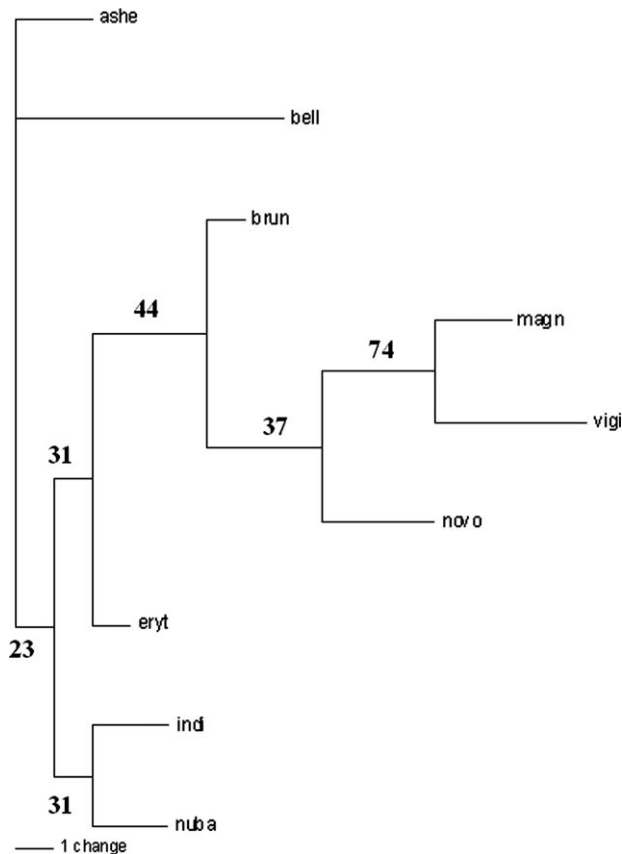 ashe
bell
brun
44
magn
74
vigi
37
31
novo
eryt
23
indi
31
nuba
1 change